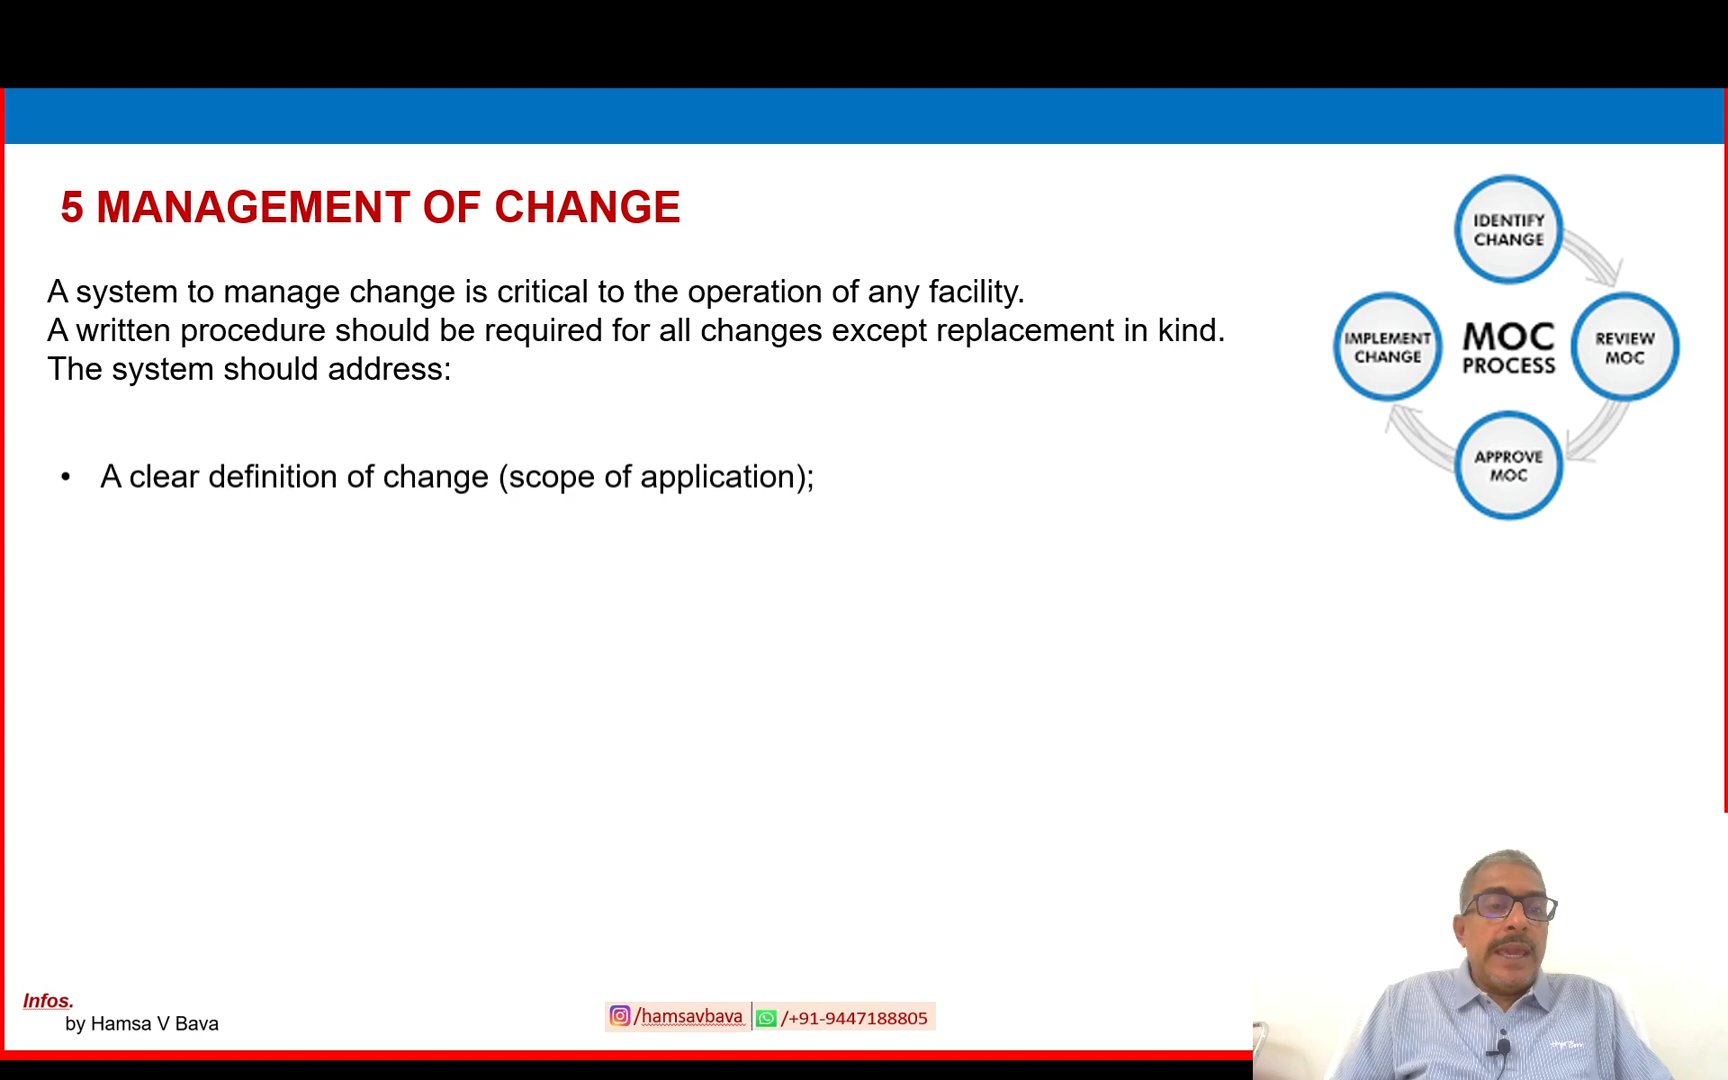 5 MANAGEMENT OF CHANGE
A system to manage change is critical to the operation of any facility.
A written procedure should be required for all changes except replacement in kind.
The system should address:
• A clear definition of change (scope of application);
IDENTIFY
CHANGE
IMPLEMENT
CHANGE
MOC
PROCESS
REVIEW
MOC
APPROVE
MOC
Infos.
by Hamsa V Bava
/hamsavbava
/+91-9447188805